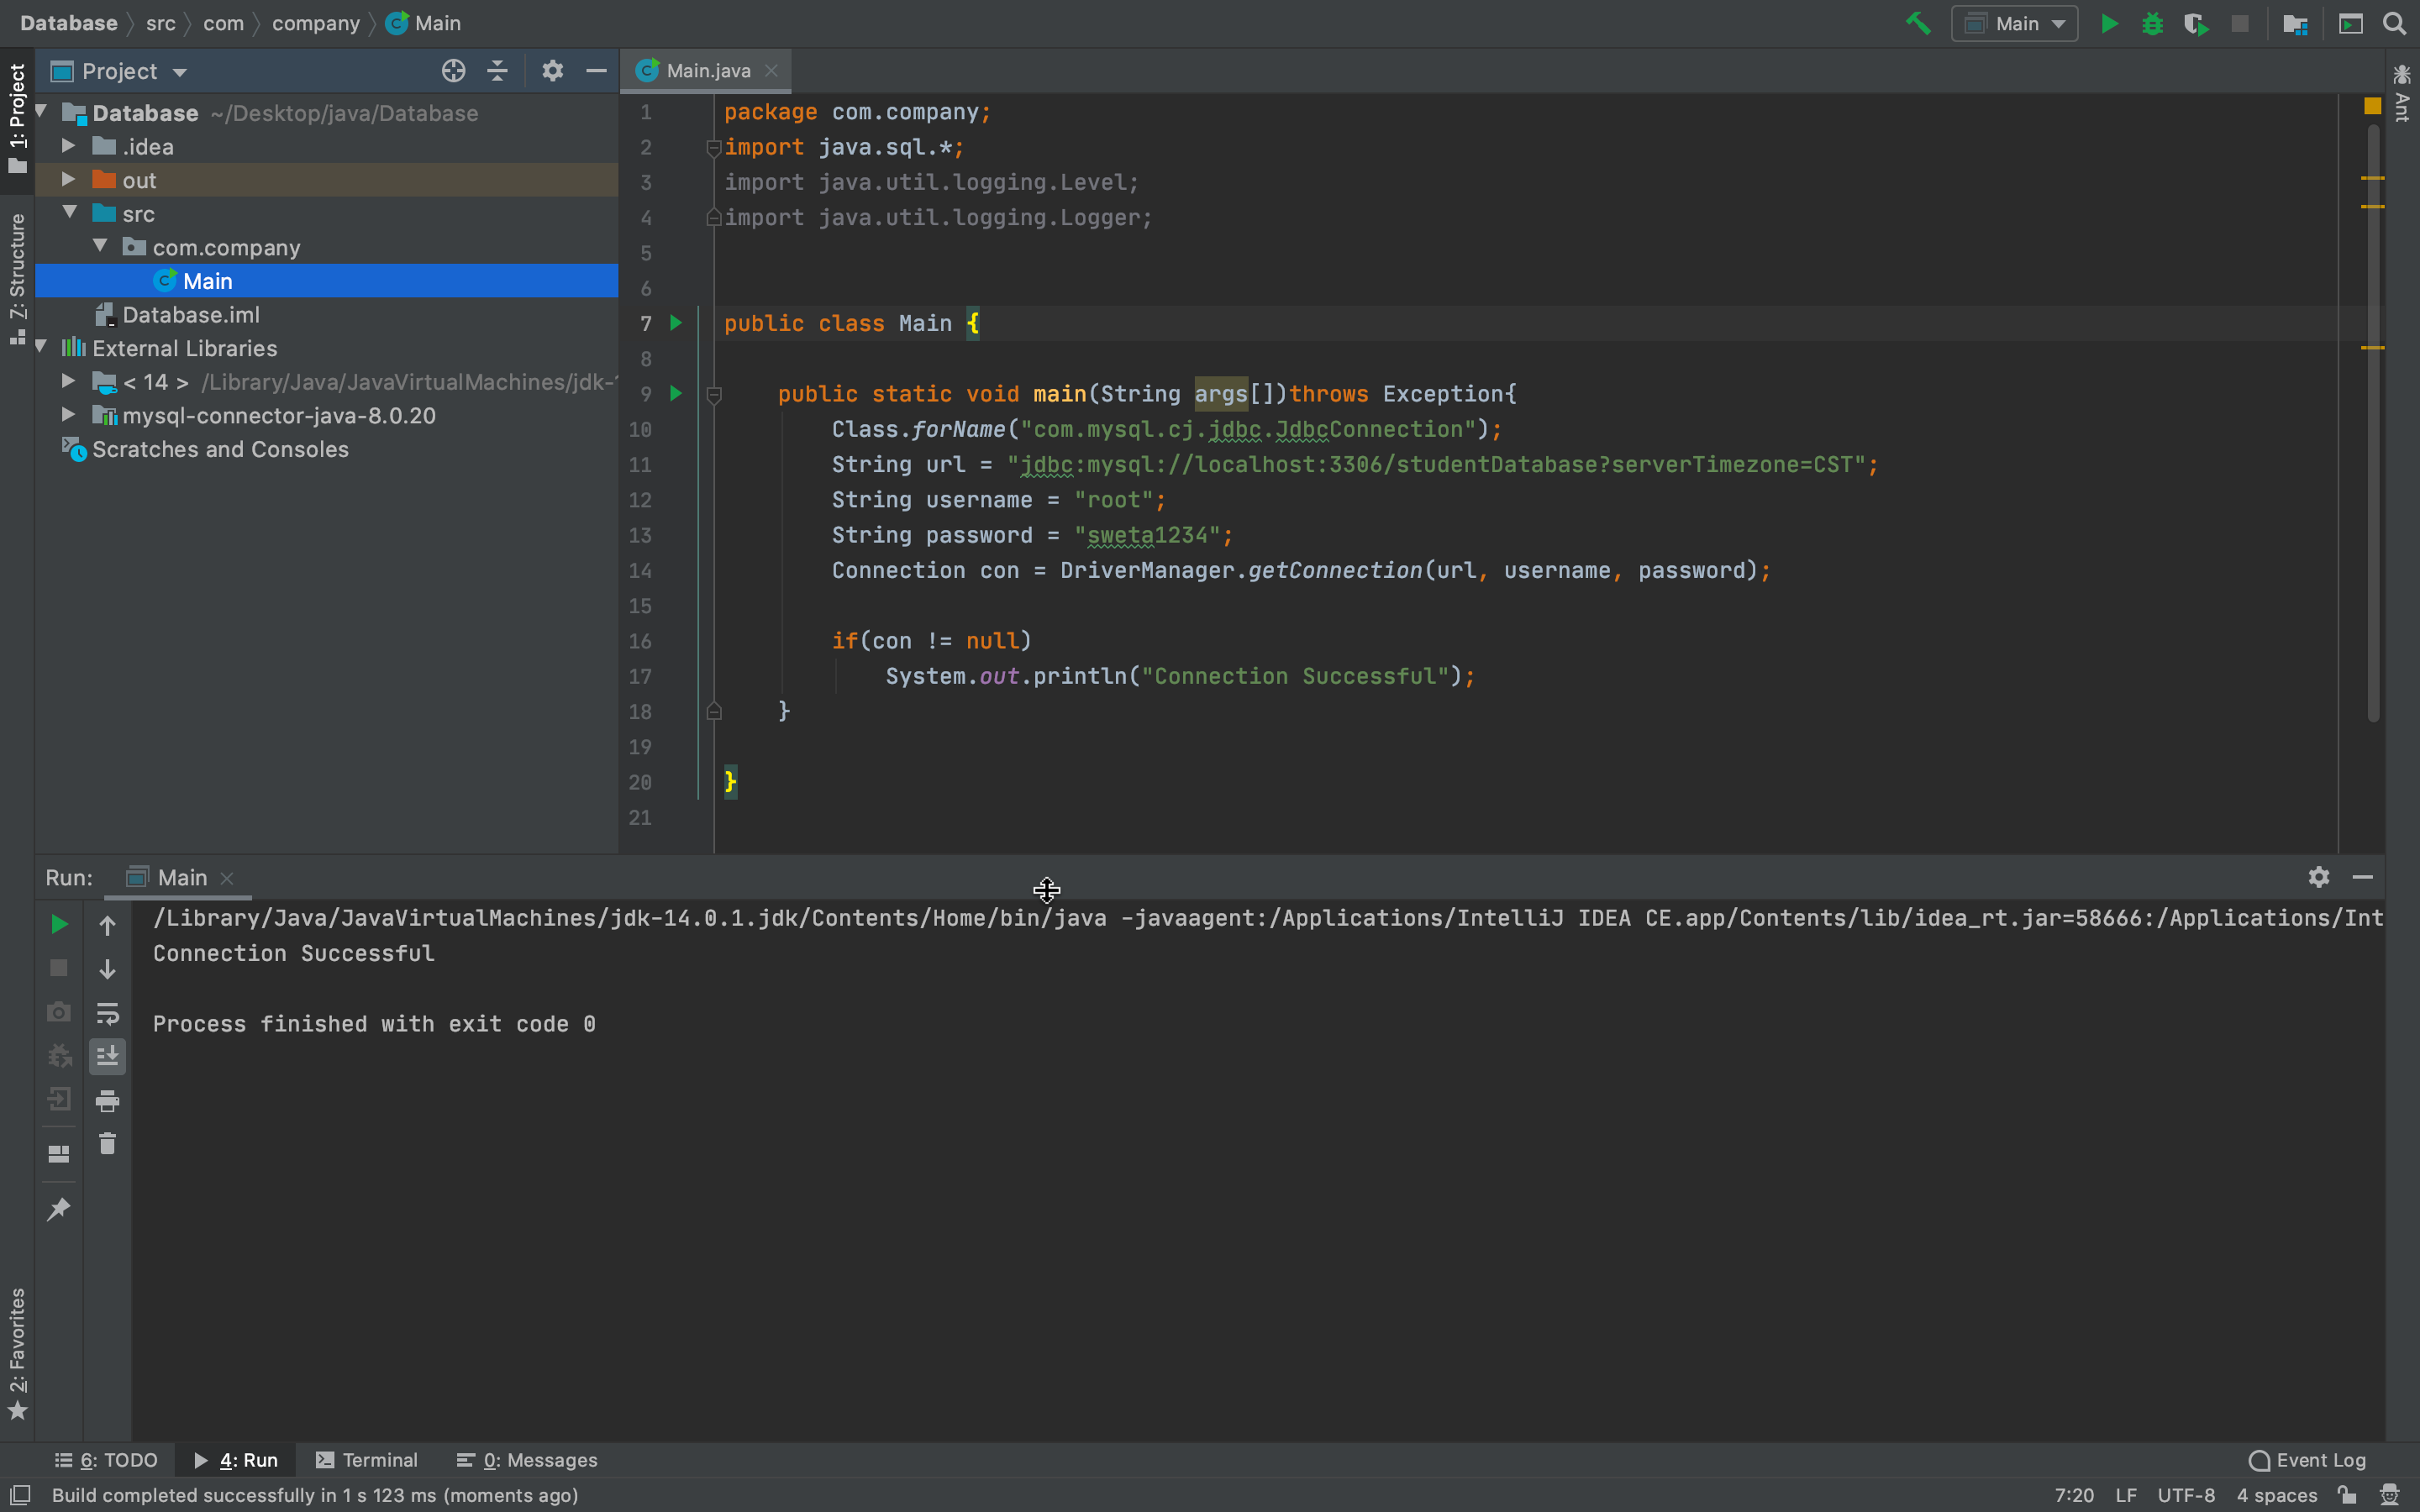 Database src com company Main
Main
1: Project
7: Structure
2: Favorites
Ant
Project
Database ~/Desktop/java/Database
.idea
out
src
com.company
Main
Database.iml
External Libraries
< 14 > /Library/Java/JavaVirtualMachines/jdk-
mysql-connector-java-8.0.20
Scratches and Consoles
Main.java
1 package com.company;
2 import java.sql.*;
3 import java.util.logging.Level;
4 import java.util.logging.Logger;
5
6
7 public class Main {
8
9 public static void main(String args[])throws Exception{
10 Class.forName("com.mysql.cj.jdbc.JdbcConnection");
11 String url = "jdbc:mysql://localhost:3306/studentDatabase?serverTimezone=CST";
12 String username = "root";
13 String password = "sweta1234";
14 Connection con = DriverManager.getConnection(url, username, password);
15
16 if(con != null)
17 System.out.println("Connection Successful");
18 }
19
20 }
21
Run: Main
/Library/Java/JavaVirtualMachines/jdk-14.0.1.jdk/Contents/Home/bin/java -javaagent:/Applications/IntelliJ IDEA CE.app/Contents/lib/idea_rt.jar=58666:/Applications/Int
Connection Successful
Process finished with exit code 0
6: TODO 4: Run Terminal 0: Messages Event Log
Build completed successfully in 1 s 123 ms (moments ago) 7:20 LF UTF-8 4 spaces